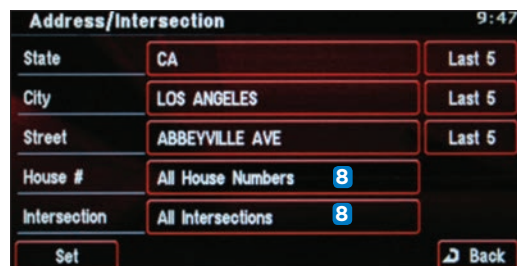 Address/Intersection 9:47
State CA Last 5
City LOS ANGELES Last 5
Street ABBEYVILLE AVE Last 5
House # All House Numbers 8
Intersection All Intersections 8
Set Back